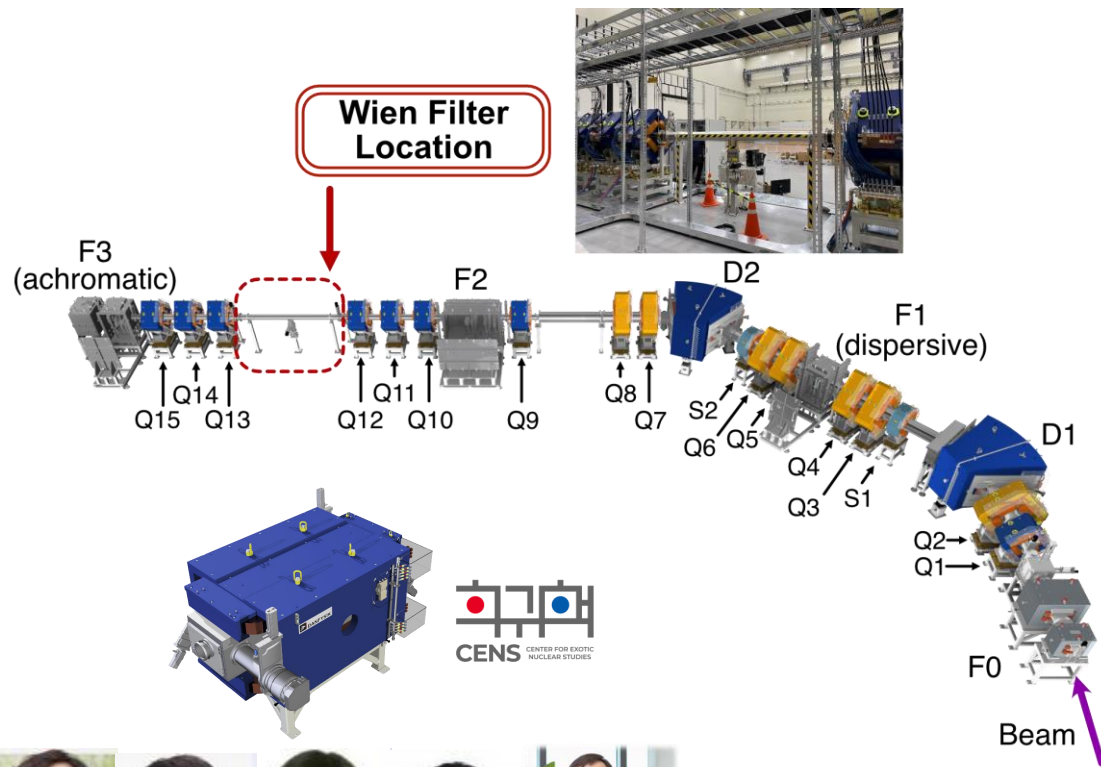 Wien Filter
Location
F3
(achromatic)
F2
D2
F1
(dispersive)
D1
Q15
Q14
Q13
Q12
Q11
Q10
Q9
Q8
Q7
S2
Q6
Q5
Q4
Q3
S1
Q2
Q1
F0
Beam
CENS
CENTER FOR EXOTIC
NUCLEAR STUDIES